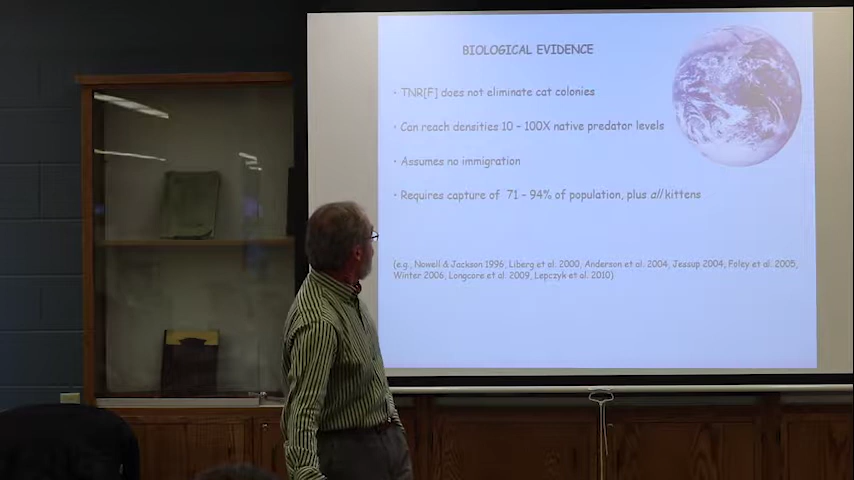 BIOLOGICAL EVIDENCE
• TNR[F] does not eliminate cat colonies
• Can reach densities 10 – 100X native predator levels
• Assumes no immigration
• Requires capture of 71 – 94% of population, plus all kittens
(e.g., Nowell & Jackson 1996, Liberg et al. 2000, Anderson et al. 2004; Jessup 2004; Foley et al. 2005,
Winter 2006, Longcore et al. 2009, Lepczyk et al. 2010)